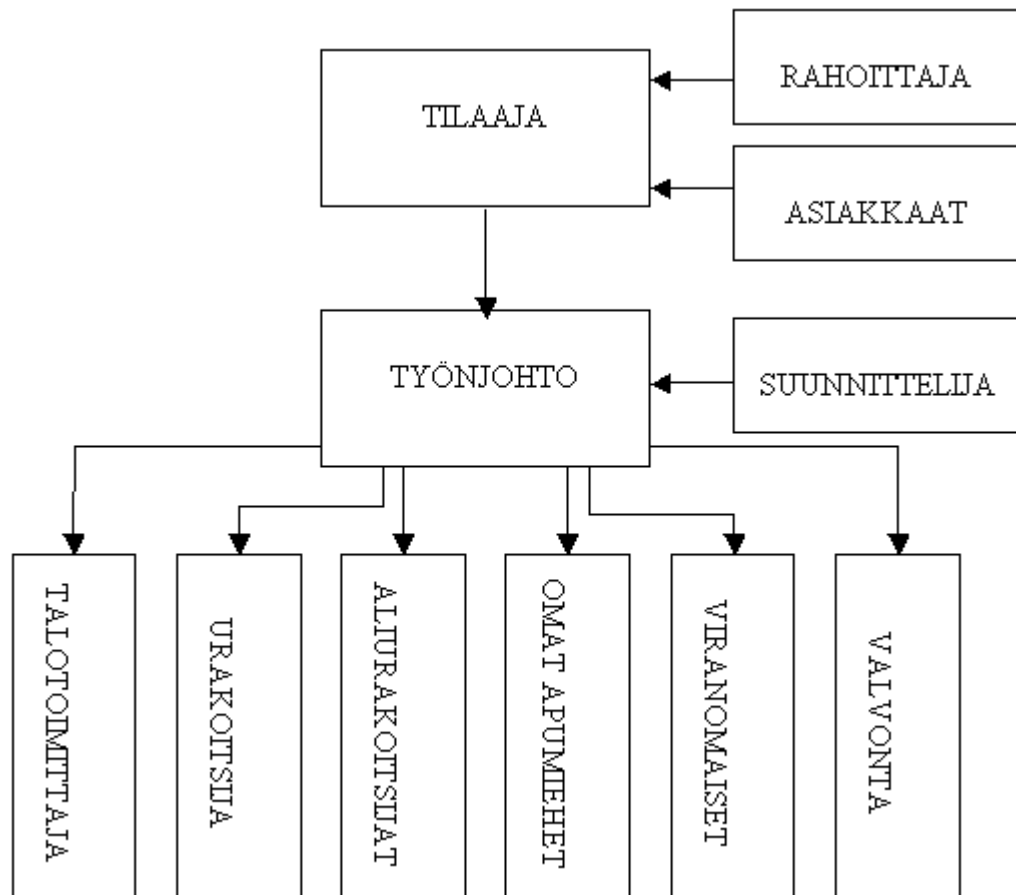 RAHOITTAJA
TILAAJA
ASIAKKAAT
TYÖNJOHTO
SUUNNITTELIJA
TALOTOIMITTAJA
URAKOITSIJA
ALIURAKOITSIJAT
OMAT APUMIEHET
VIRANOMAISET
VALVONTA